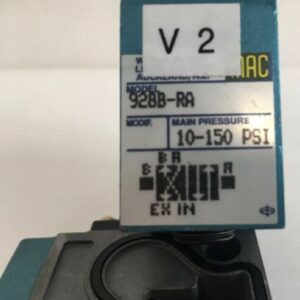 V 2
MAC
AUCKLAND, N.Z.
MODEL
928B-RA
MODIF.
MAIN PRESSURE
10-150 PSI
B A
B A
EX IN